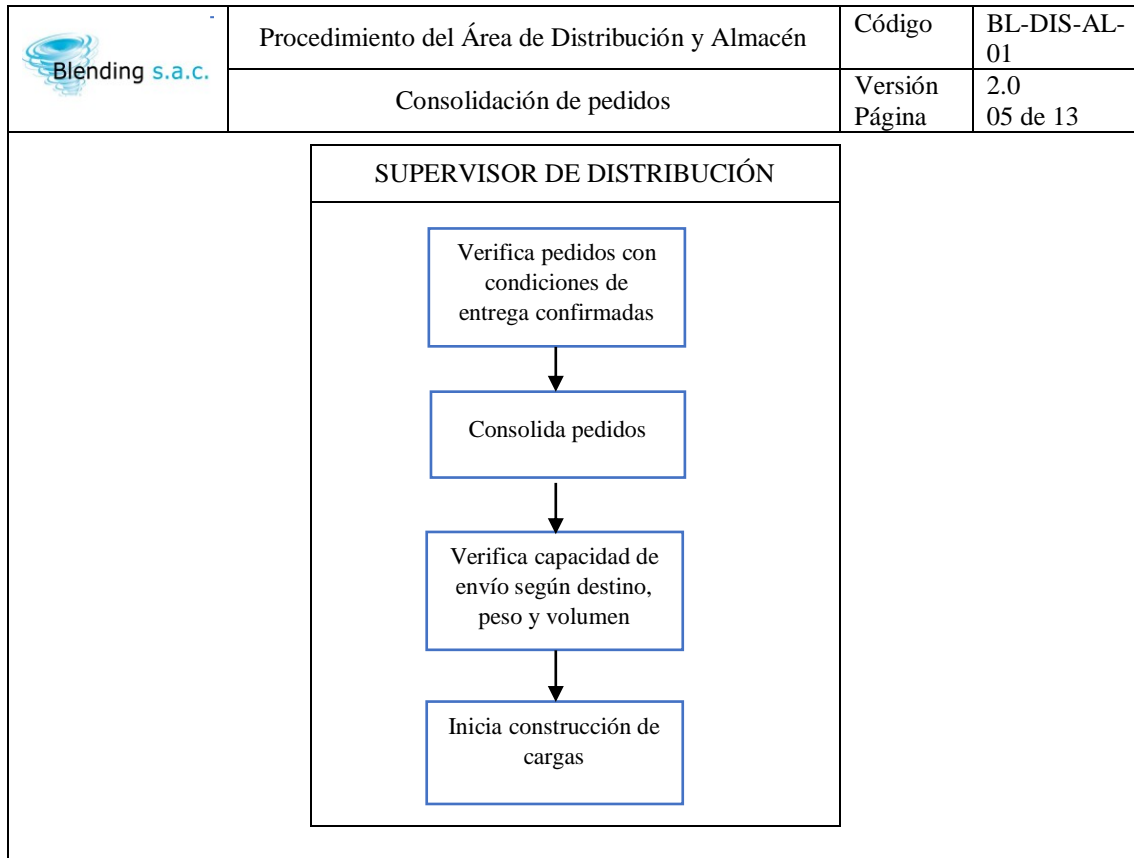 Blending s.a.c.
Procedimiento del Área de Distribución y Almacén
Código
BL-DIS-AL-
01
Consolidación de pedidos
Versión
2.0
Página
05 de 13
SUPERVISOR DE DISTRIBUCIÓN
Verifica pedidos con
condiciones de
entrega confirmadas
Consolida pedidos
Verifica capacidad de
envío según destino,
peso y volumen
Inicia construcción de
cargas